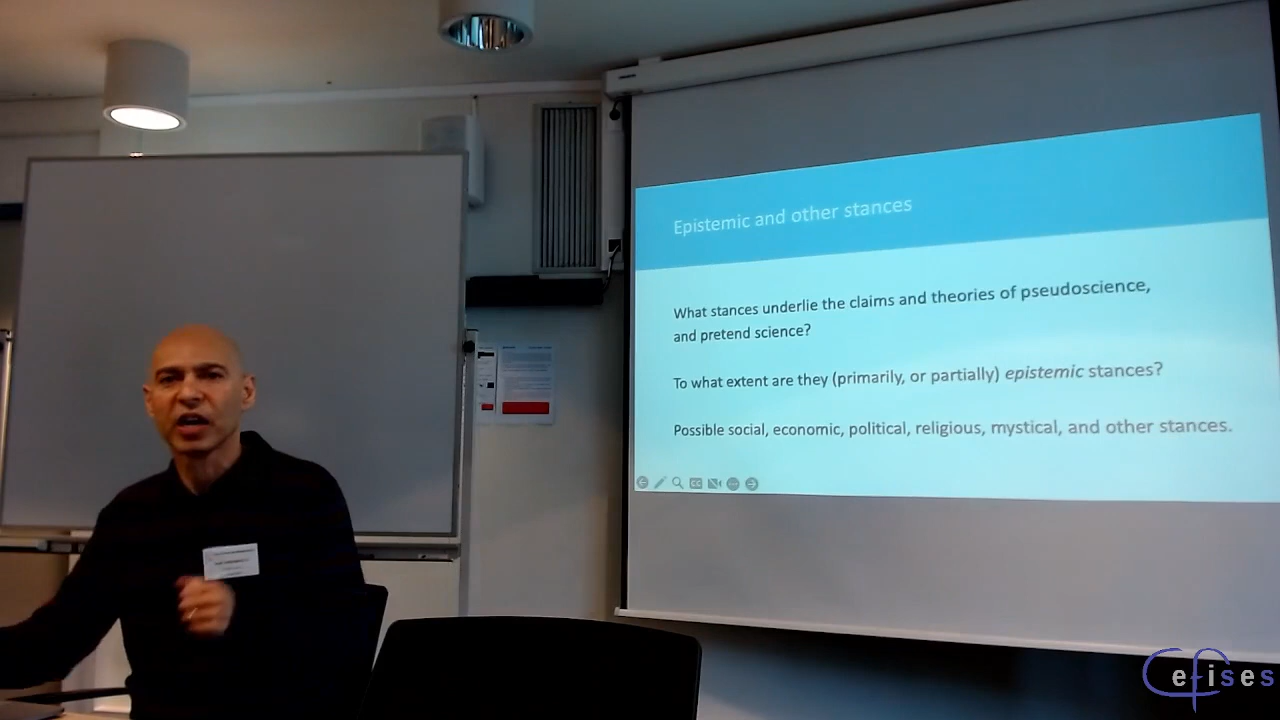 Epistemic and other stances
What stances underlie the claims and theories of pseudoscience,
and pretend science?
To what extent are they (primarily, or partially) epistemic stances?
Possible social, economic, political, religious, mystical, and other stances.
Cefises